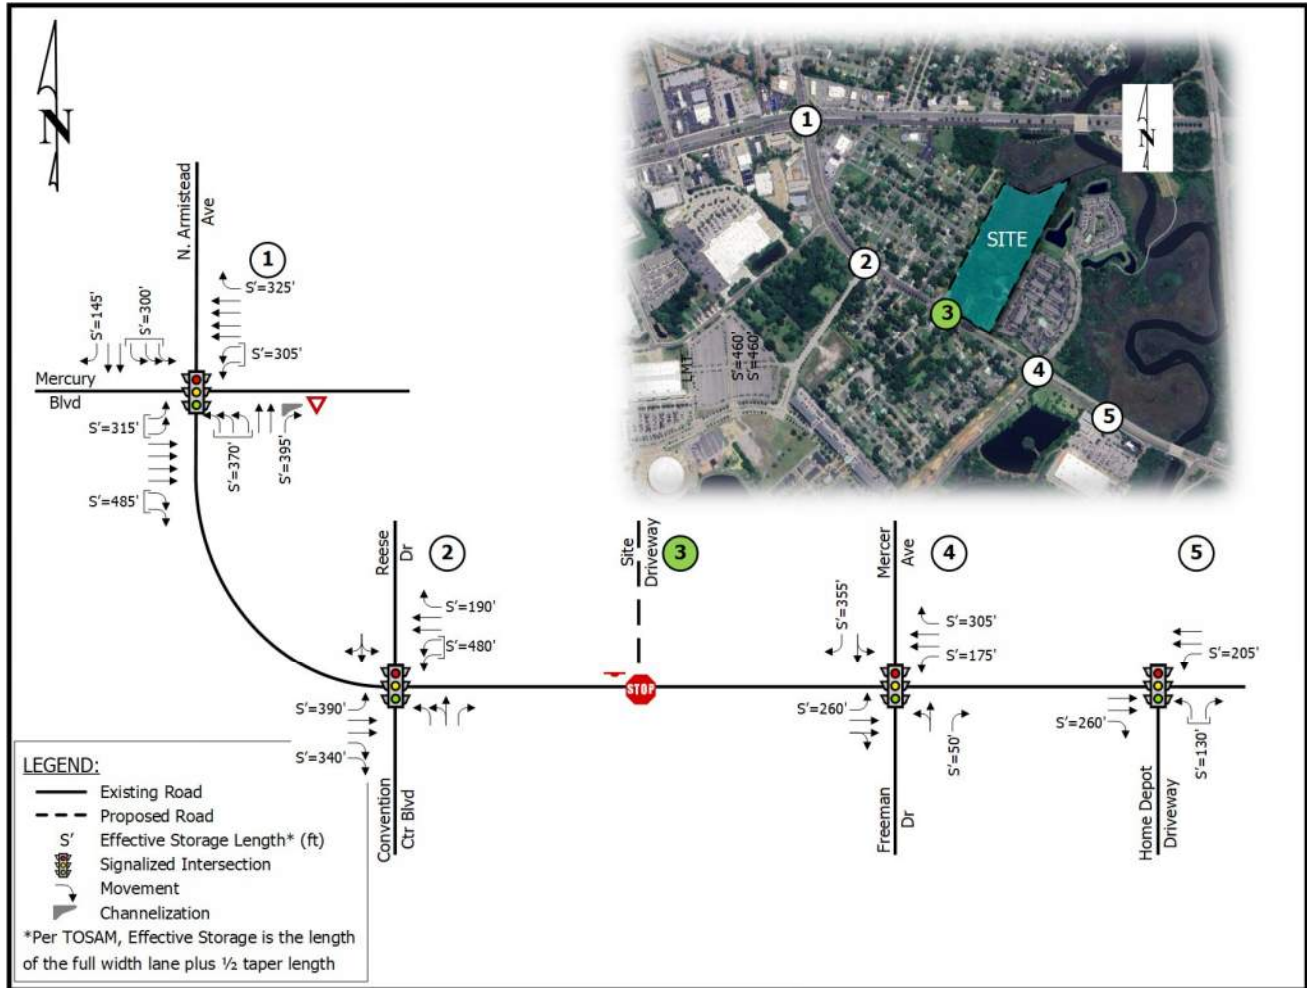 N
N. Armistead
Ave
1
S'=325'
S'=145'
S'=300'
S'=305'
Mercury
Blvd
S'=315'
S'=370'
S'=395'
S'=485'
N
1
2
SITE
3
LMT
S'=460'
S'=460'
4
5
Reese
Dr
2
S'=190'
S'=480'
S'=390'
S'=340'
Convention
Ctr Blvd
Site
Driveway
3
STOP
Mercer
Ave
4
S'=355'
S'=305'
S'=175'
S'=260'
S'=50'
Freeman
Dr
5
S'=205'
S'=260'
S'=130'
Home Depot
Driveway
LEGEND:
Existing Road
Proposed Road
S' Effective Storage Length* (ft)
Signalized Intersection
Movement
Channelization
*Per TOSAM, Effective Storage is the length
of the full width lane plus ½ taper length